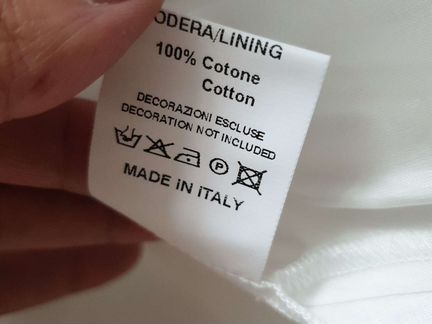 ODERA/LINING
100% Cotone
Cotton
DECORAZIONI ESCLUSE
DECORATION NOT INCLUDED
P
MADE IN ITALY